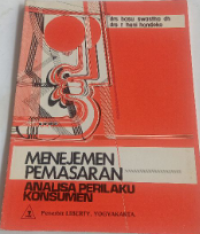 drs basu swastha dh
drs t hani handoko
MENEJEMEN
PEMASARAN
ANALISA PERILAKU
KONSUMEN
Penerbit LIBERTY, YOGYAKARTA.